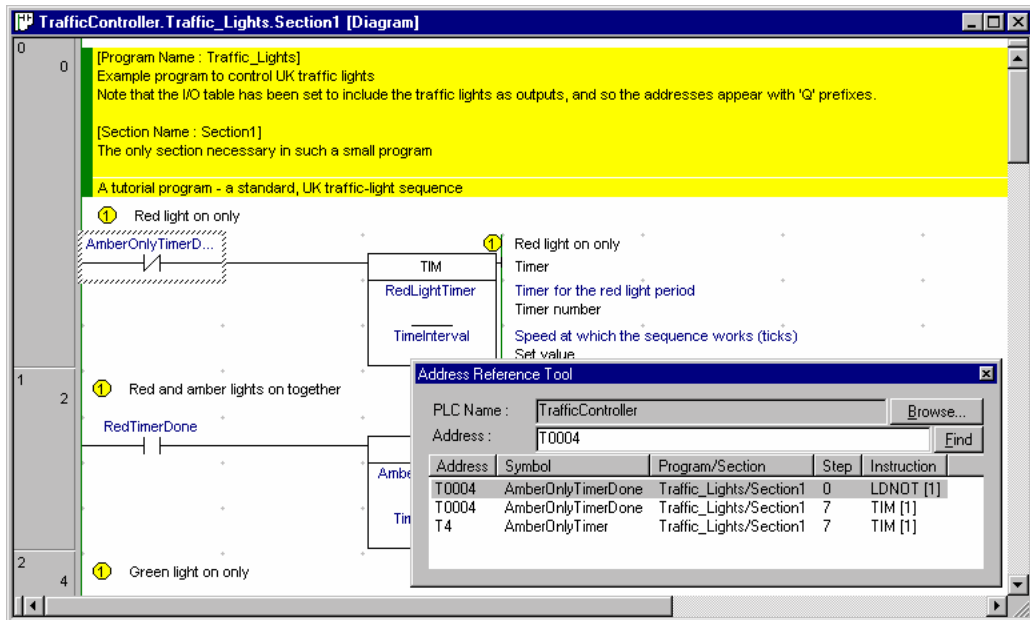 TrafficController.Traffic_Lights.Section1 [Diagram]
0
0
[Program Name : Traffic_Lights]
Example program to control UK traffic lights
Note that the I/O table has been set to include the traffic lights as outputs, and so the addresses appear with 'Q' prefixes.
[Section Name : Section1]
The only section necessary in such a small program
A tutorial program - a standard, UK traffic-light sequence
1 Red light on only
AmberOnlyTimerD...
1 Red light on only
TIM Timer
RedLightTimer Timer for the red light period
Timer number
TimeInterval Speed at which the sequence works (ticks)
Set value
1
2
1 Red and amber lights on together
RedTimerDone
Ambe
Tim
Address Reference Tool
PLC Name : TrafficController Browse...
Address : T0004 Find
Address Symbol Program/Section Step Instruction
T0004 AmberOnlyTimerDone Traffic_Lights/Section1 0 LDNOT [1]
T0004 AmberOnlyTimerDone Traffic_Lights/Section1 7 TIM [1]
T4 AmberOnlyTimer Traffic_Lights/Section1 7 TIM [1]
2
4
1 Green light on only